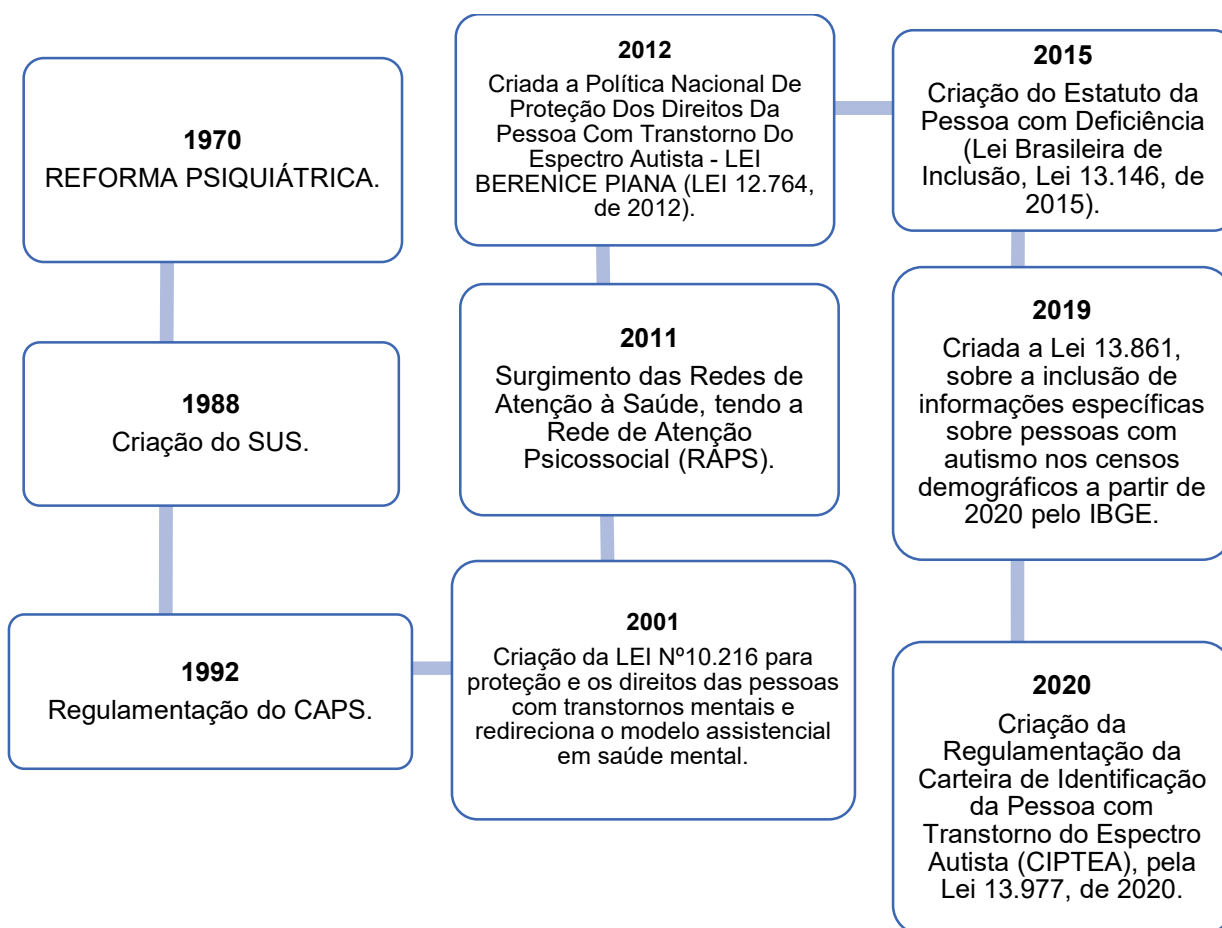 1970
REFORMA PSIQUIÁTRICA.
1988
Criação do SUS.
1992
Regulamentação do CAPS.
2001
Criação da LEI Nº10.216 para
proteção e os direitos das pessoas
com transtornos mentais e
redireciona o modelo assistencial
em saúde mental.
2011
Surgimento das Redes de
Atenção à Saúde, tendo a
Rede de Atenção
Psicossocial (RAPS).
2012
Criada a Política Nacional De
Proteção Dos Direitos Da
Pessoa Com Transtorno Do
Espectro Autista - LEI
BERENICE PIANA (LEI 12.764,
de 2012).
2015
Criação do Estatuto da
Pessoa com Deficiência
(Lei Brasileira de
Inclusão, Lei 13.146, de
2015).
2019
Criada a Lei 13.861,
sobre a inclusão de
informações específicas
sobre pessoas com
autismo nos censos
demográficos a partir de
2020 pelo IBGE.
2020
Criação da
Regulamentação da
Carteira de Identificação
da Pessoa com
Transtorno do Espectro
Autista (CIPTEA), pela
Lei 13.977, de 2020.